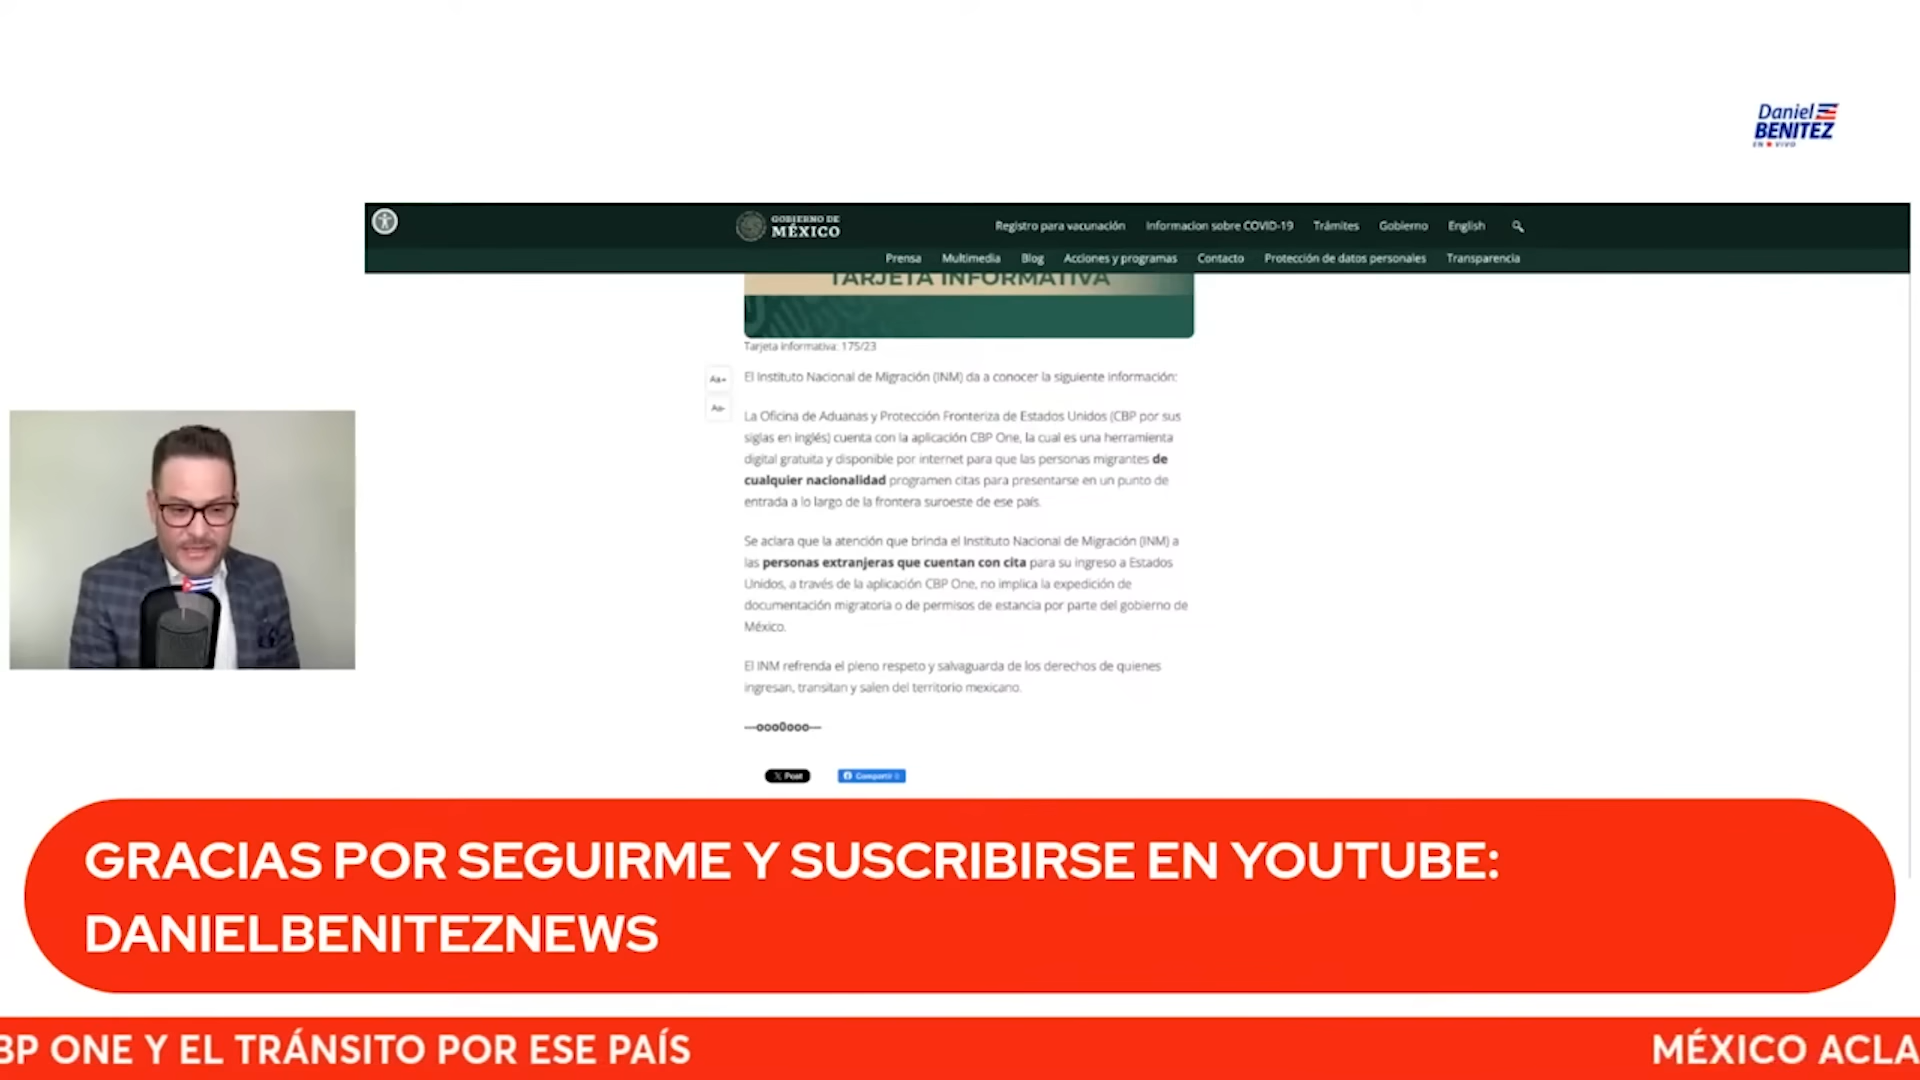 Daniel
BENITEZ
EN VIVO
GOBIERNO DE
MÉXICO
Registro para vacunación Informacion sobre COVID-19 Trámites Gobierno English
Prensa Multimedia Blog Acciones y programas Contacto Protección de datos personales Transparencia
TARJETA INFORMATIVA
Tarjeta informativa: 175/23
Aa+
Aa-
El Instituto Nacional de Migración (INM) da a conocer la siguiente información:
La Oficina de Aduanas y Protección Fronteriza de Estados Unidos (CBP por sus
siglas en inglés) cuenta con la aplicación CBP One, la cual es una herramienta
digital gratuita y disponible por internet para que las personas migrantes de
cualquier nacionalidad programen citas para presentarse en un punto de
entrada a lo largo de la frontera suroeste de ese país.
Se aclara que la atención que brinda el Instituto Nacional de Migración (INM) a
las personas extranjeras que cuentan con cita para su ingreso a Estados
Unidos, a través de la aplicación CBP One, no implica la expedición de
documentación migratoria o de permisos de estancia por parte del gobierno de
México.
El INM refrenda el pleno respeto y salvaguarda de los derechos de quienes
ingresan, transitan y salen del territorio mexicano.
—ooo0ooo—
X Post
Compartir 0
GRACIAS POR SEGUIRME Y SUSCRIBIRSE EN YOUTUBE:
DANIELBENITEZNEWS
BP ONE Y EL TRÁNSITO POR ESE PAÍS
MÉXICO ACLA